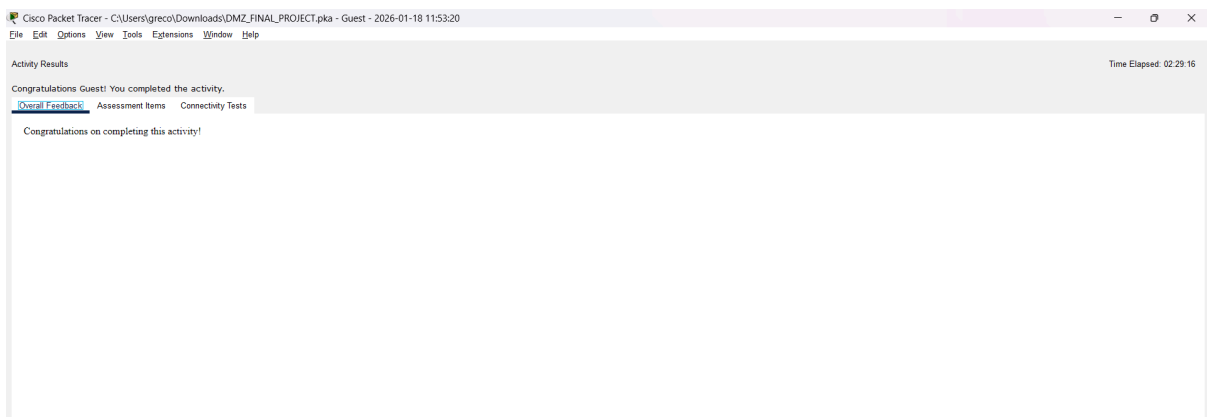 Cisco Packet Tracer - C:\Users\greco\Downloads\DMZ_FINAL_PROJECT.pka - Guest - 2026-01-18 11:53:20
File Edit Options View Tools Extensions Window Help
Activity Results Time Elapsed: 02:29:16
Congratulations Guest! You completed the activity.
Overall Feedback Assessment Items Connectivity Tests
Congratulations on completing this activity!